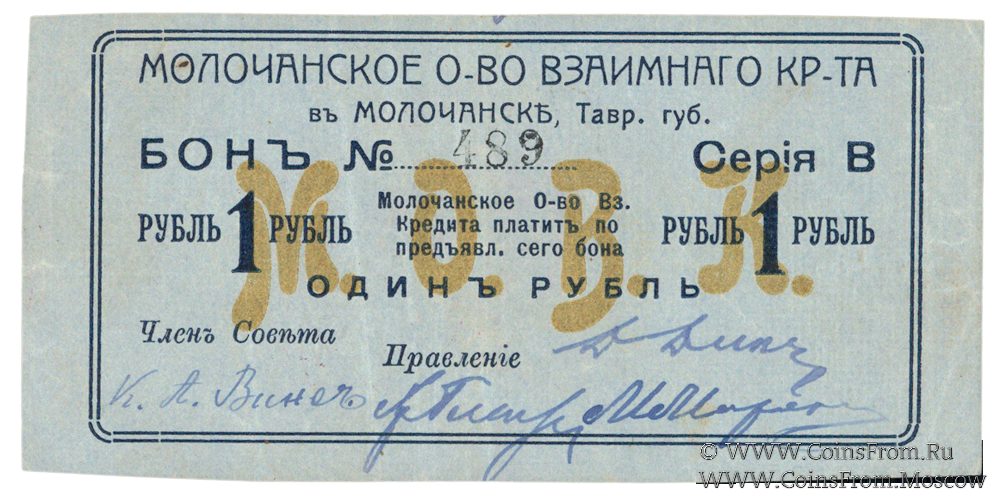 МОЛОЧАНСКОЕ О-ВО ВЗАИМНАГО КР-ТА
въ МОЛОЧАНСКѢ, Тавр. губ.
БОНЪ № 489 Серія В
М. О. В. К.
РУБЛЬ 1 РУБЛЬ
Молочанское О-во Вз.
Кредита платитъ по
предъявл. сего бона
РУБЛЬ 1 РУБЛЬ
ОДИНЪ РУБЛЬ
Членъ Совѣта
Правленіе
К. А. Винсъ
WWW.CoinsFrom.Ru
WWW.CoinsFrom.Moscow